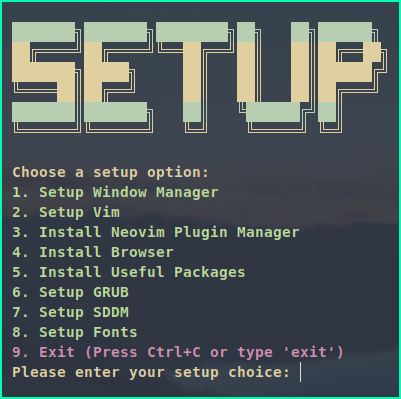 SETUP
Choose a setup option:
1. Setup Window Manager
2. Setup Vim
3. Install Neovim Plugin Manager
4. Install Browser
5. Install Useful Packages
6. Setup GRUB
7. Setup SDDM
8. Setup Fonts
9. Exit (Press Ctrl+C or type 'exit')
Please enter your setup choice: